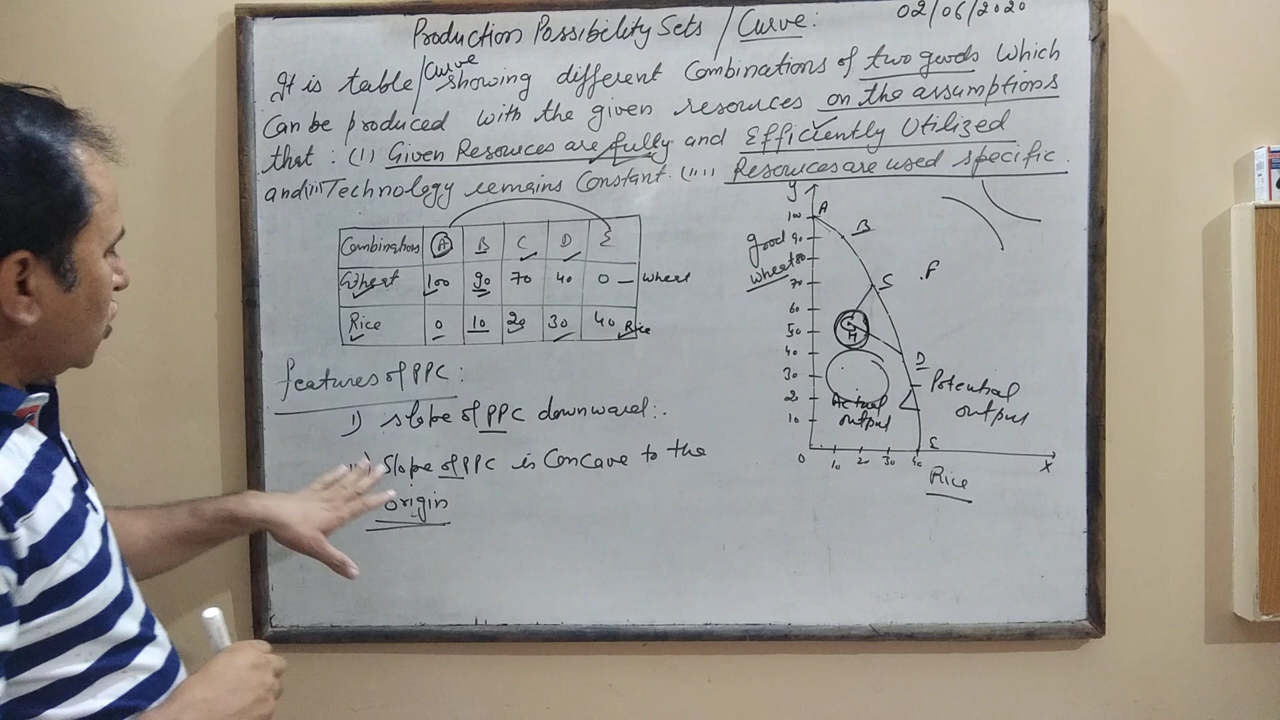 Production Possibility Sets / Curve:
02/06/2020
It is table/Curve showing different Combinations of two goods Which
Can be produced with the given resources on the assumptions
that : (1) Given Resources are fully and Efficiently Utilized
and (ii) Technology remains Constant. (iii) Resources are used specific.
Combinations A B C D E
Wheat 100 90 70 40 0 — Wheat
Rice 0 10 20 30 40 Rice
features of PPC :
1) slope of PPC downward:.
11) Slope of PPC is Concave to the
origin
y
A
100
B
good
90
wheat
80
70
C
F
60
50
G
H
40
D
30
Potential
output
20
Actual
output
10
0
10 20 30 40
E
X
Rice